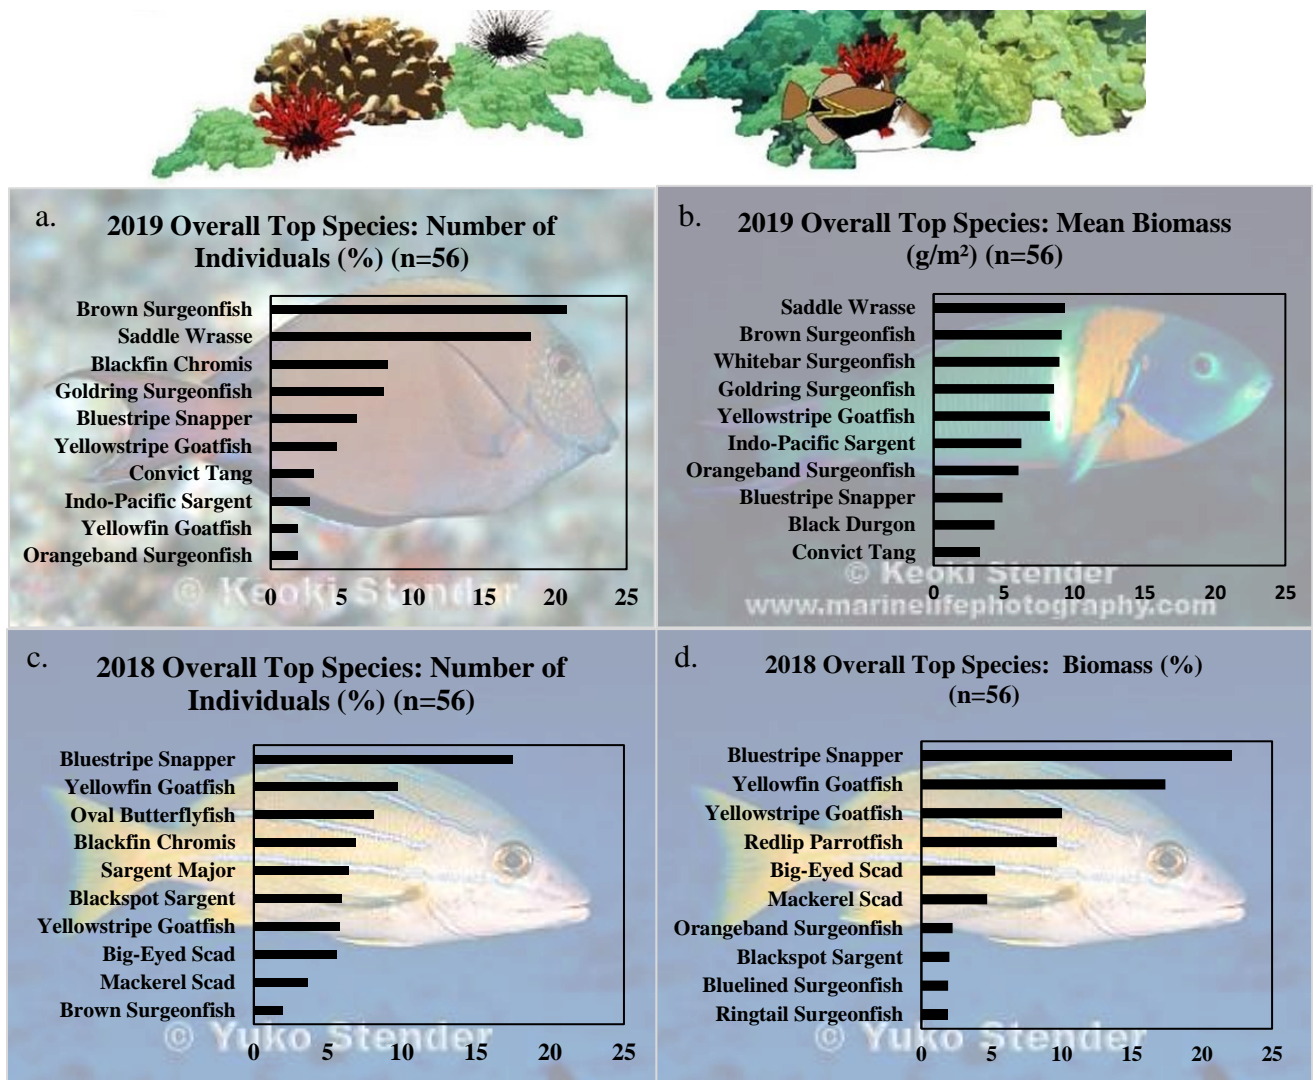 a.
2019 Overall Top Species: Number of
Individuals (%) (n=56)
Brown Surgeonfish
Saddle Wrasse
Blackfin Chromis
Goldring Surgeonfish
Bluestripe Snapper
Yellowstripe Goatfish
Convict Tang
Indo-Pacific Sargent
Yellowfin Goatfish
Orangeband Surgeonfish
0 5 10 15 20 25
© Keoki Stender
b.
2019 Overall Top Species: Mean Biomass
(g/m²) (n=56)
Saddle Wrasse
Brown Surgeonfish
Whitebar Surgeonfish
Goldring Surgeonfish
Yellowstripe Goatfish
Indo-Pacific Sargent
Orangeband Surgeonfish
Bluestripe Snapper
Black Durgon
Convict Tang
© Keoki Stender
0 5 10 15 20 25
www.marinelifephotography.com
c.
2018 Overall Top Species: Number of
Individuals (%) (n=56)
Bluestripe Snapper
Yellowfin Goatfish
Oval Butterflyfish
Blackfin Chromis
Sargent Major
Blackspot Sargent
Yellowstripe Goatfish
Big-Eyed Scad
Mackerel Scad
Brown Surgeonfish
© Yuko Stender
0 5 10 15 20 25
d.
2018 Overall Top Species: Biomass (%)
(n=56)
Bluestripe Snapper
Yellowfin Goatfish
Yellowstripe Goatfish
Redlip Parrotfish
Big-Eyed Scad
Mackerel Scad
Orangeband Surgeonfish
Blackspot Sargent
Bluelined Surgeonfish
Ringtail Surgeonfish
© Yuko Stender
0 5 10 15 20 25